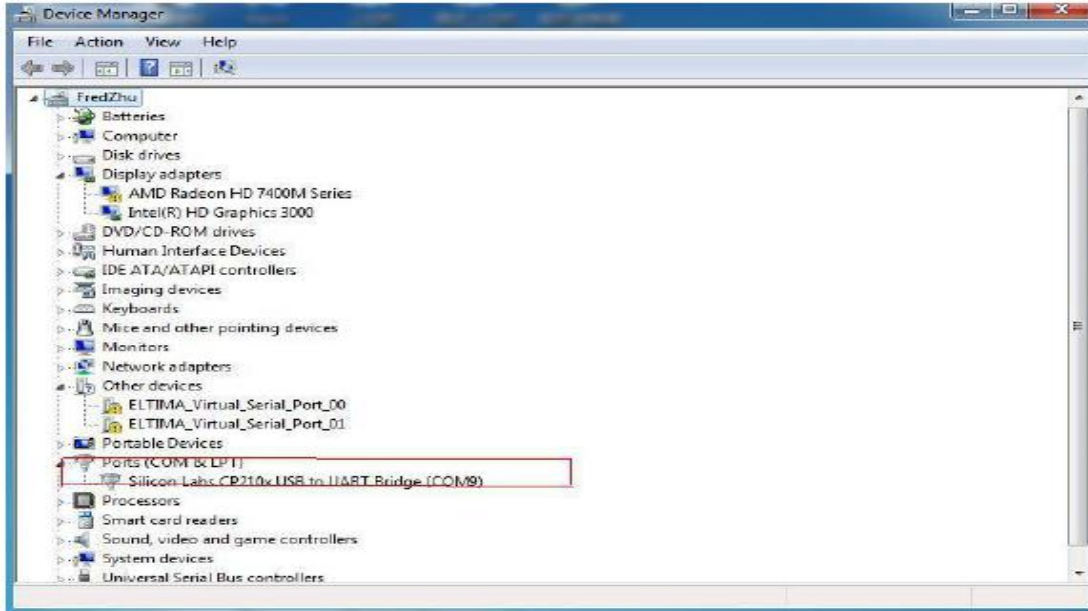 Device Manager
File Action View Help
FredZhu
Batteries
Computer
Disk drives
Display adapters
AMD Radeon HD 7400M Series
Intel(R) HD Graphics 3000
DVD/CD-ROM drives
Human Interface Devices
IDE ATA/ATAPI controllers
Imaging devices
Keyboards
Mice and other pointing devices
Monitors
Network adapters
Other devices
ELTIMA_Virtual_Serial_Port_00
ELTIMA_Virtual_Serial_Port_01
Portable Devices
Ports (COM & LPT)
Silicon Labs CP210x USB to UART Bridge (COM9)
Processors
Smart card readers
Sound, video and game controllers
System devices
Universal Serial Bus controllers